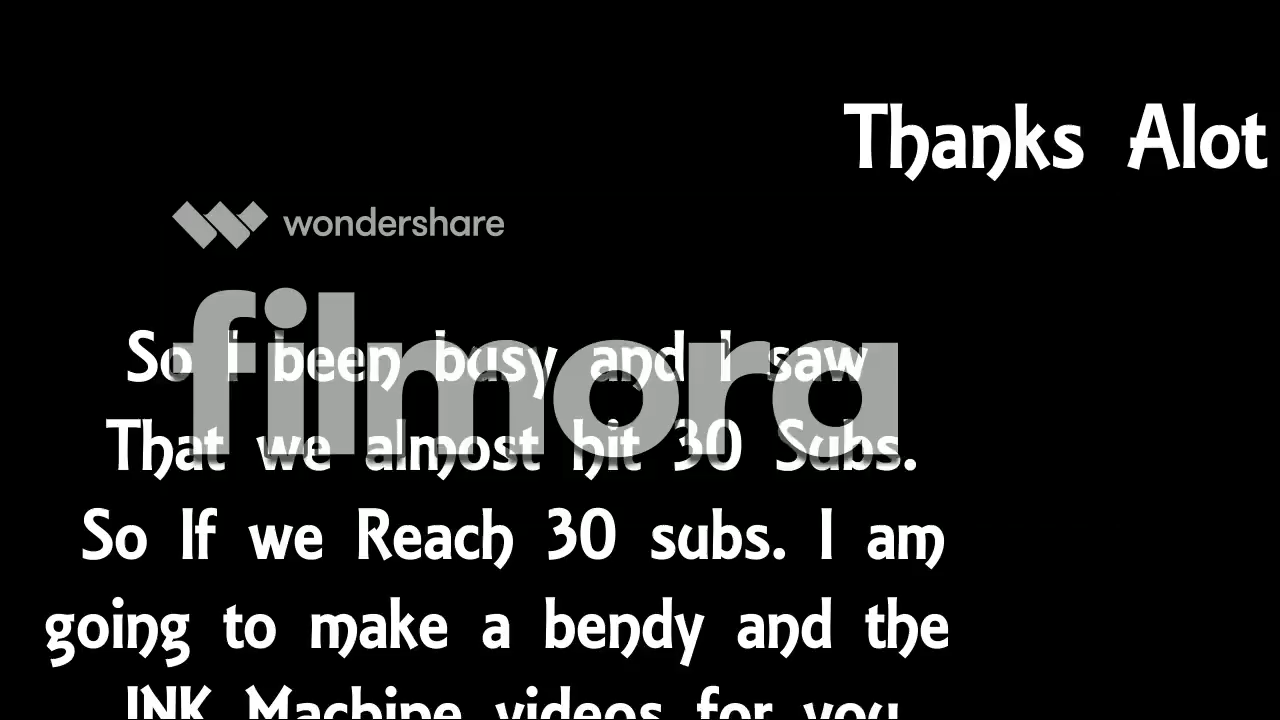 Thanks Alot
wondershare
filmora
So i been busy and i saw
That we almost hit 30 Subs.
So If we Reach 30 subs. I am
going to make a bendy and the
INK Machine videos for you